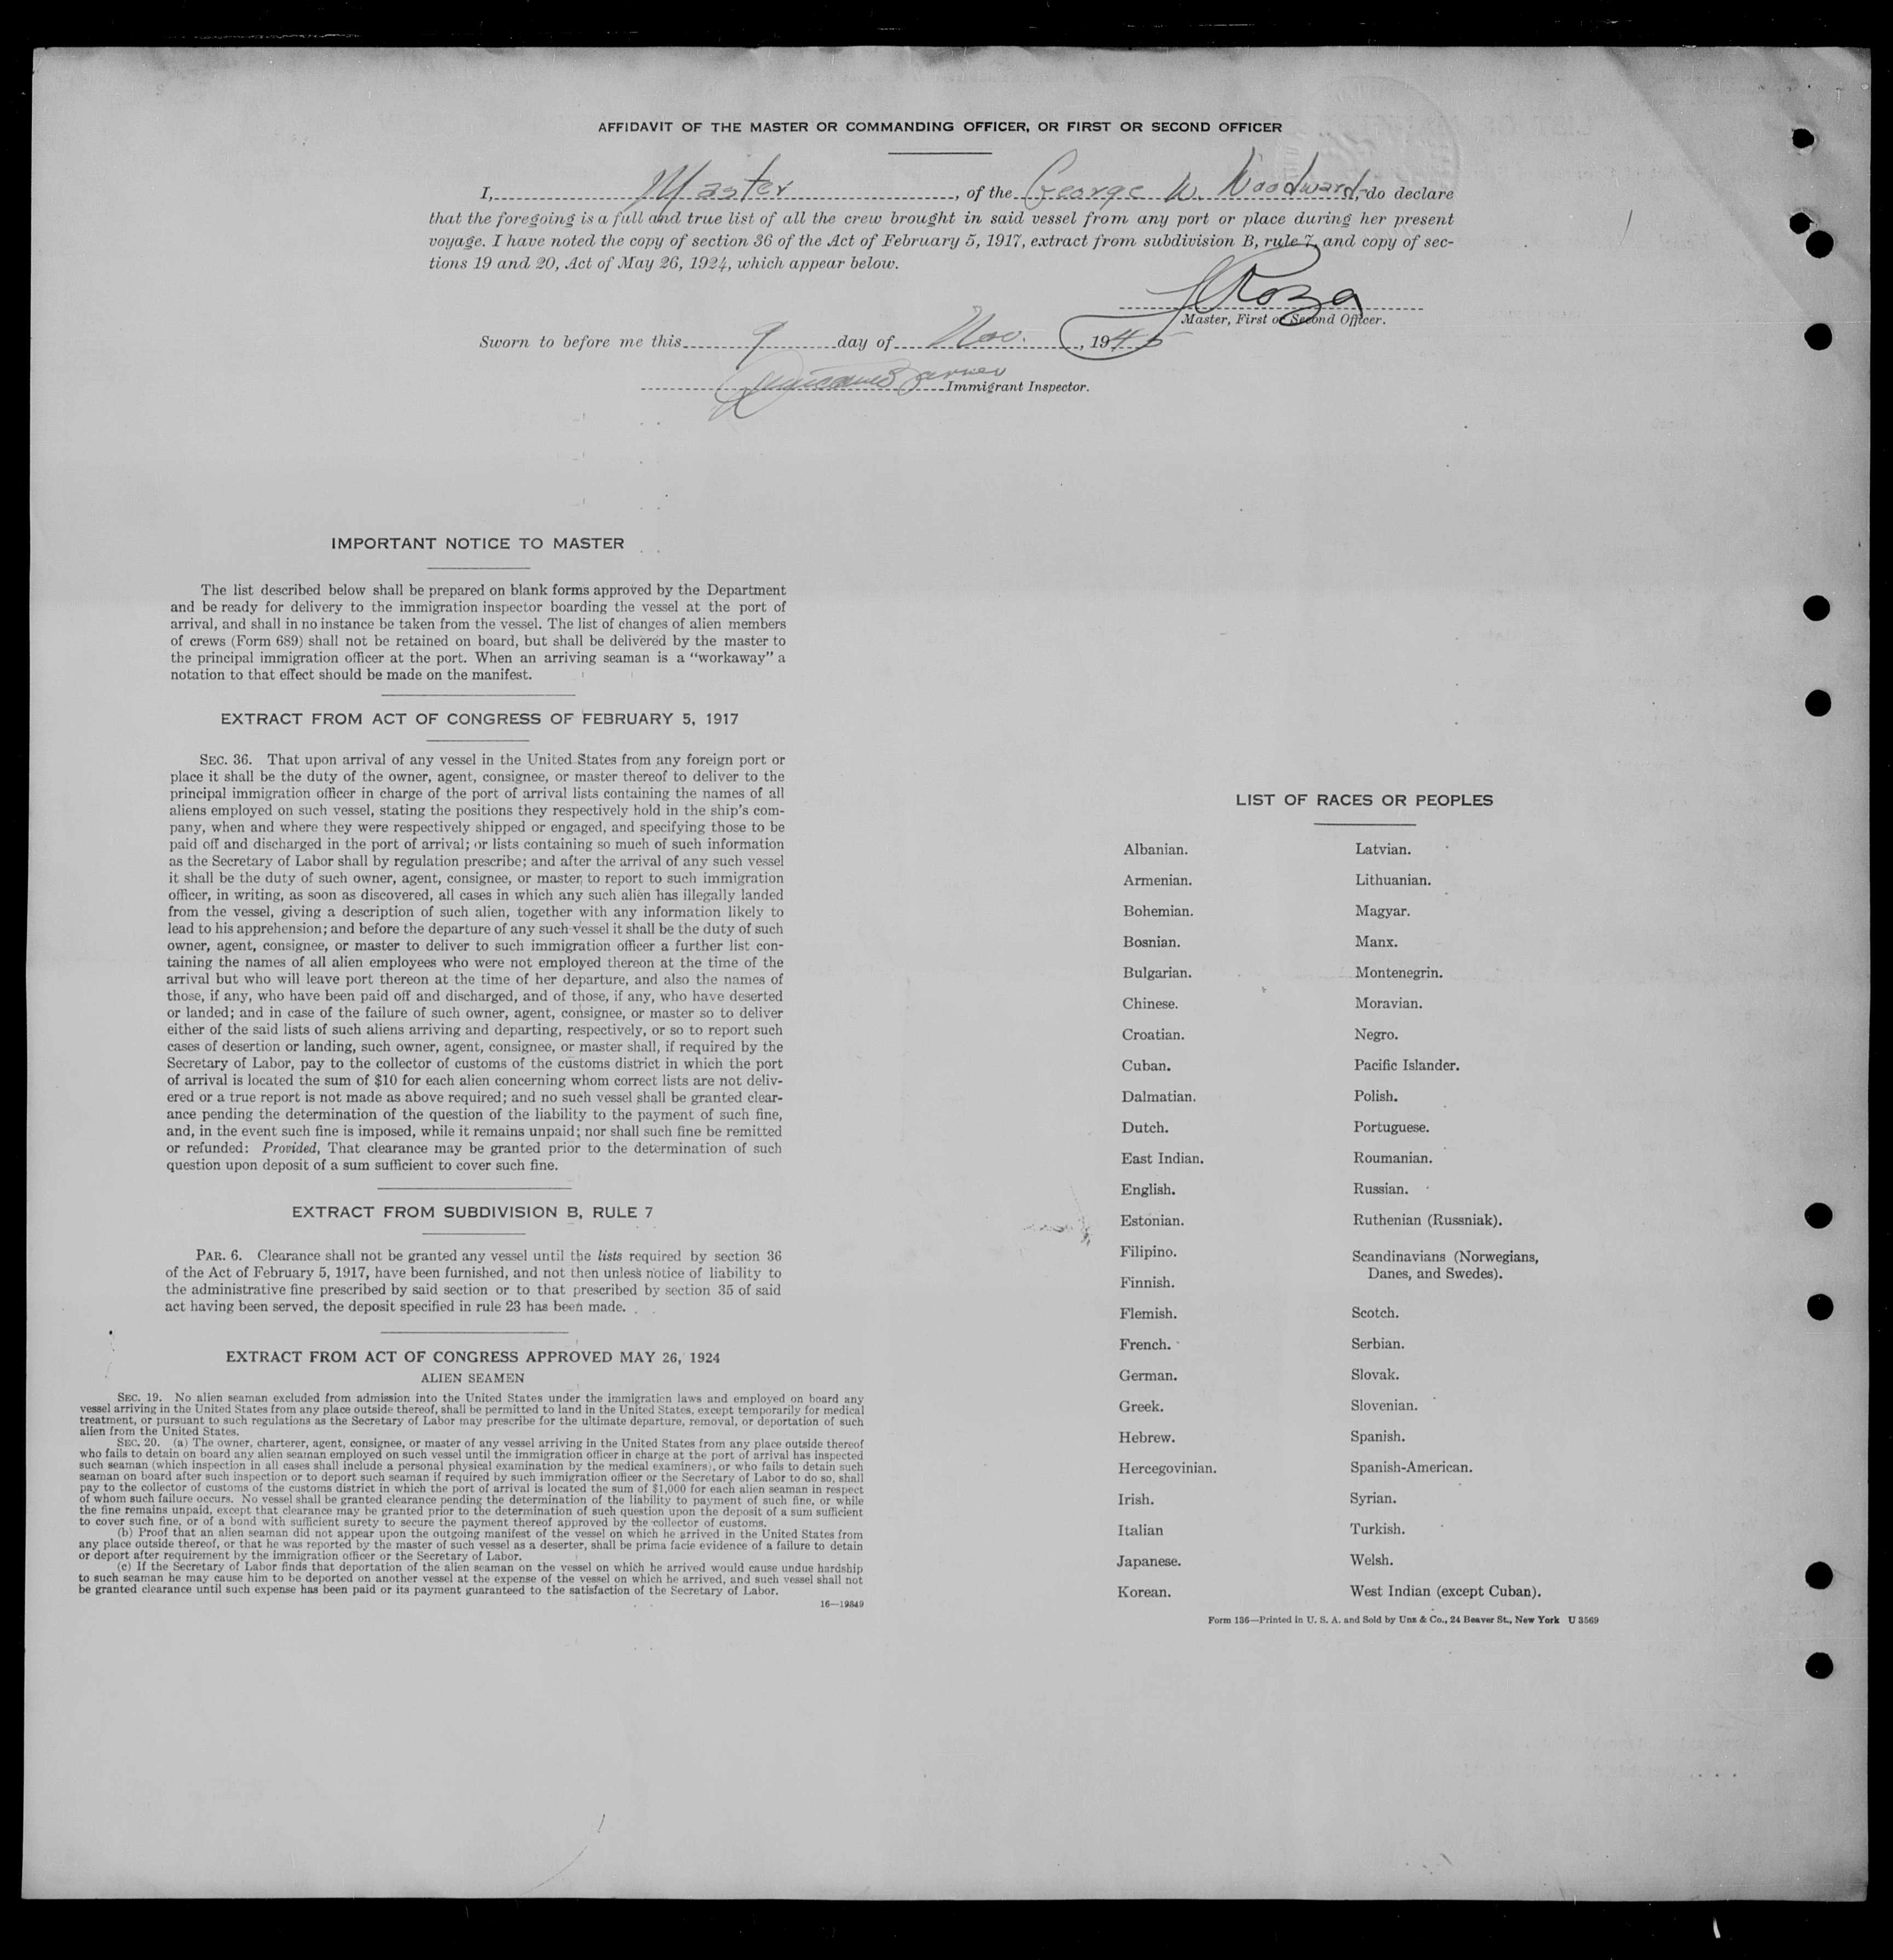 AFFIDAVIT OF THE MASTER OR COMMANDING OFFICER, OR FIRST OR SECOND OFFICER
I, Master, of the George W. Woodward, do declare
that the foregoing is a full and true list of all the crew brought in said vessel from any port or place during her present
voyage. I have noted the copy of section 36 of the Act of February 5, 1917, extract from subdivision B, rule 7, and copy of sec-
tions 19 and 20, Act of May 26, 1924, which appear below.
Master, First or Second Officer.
Sworn to before me this 9 day of Nov., 1945
Immigrant Inspector.
IMPORTANT NOTICE TO MASTER
The list described below shall be prepared on blank forms approved by the Department
and be ready for delivery to the immigration inspector boarding the vessel at the port of
arrival, and shall in no instance be taken from the vessel. The list of changes of alien members
of crews (Form 689) shall not be retained on board, but shall be delivered by the master to
the principal immigration officer at the port. When an arriving seaman is a "workaway" a
notation to that effect should be made on the manifest.
EXTRACT FROM ACT OF CONGRESS OF FEBRUARY 5, 1917
SEC. 36. That upon arrival of any vessel in the United States from any foreign port or
place it shall be the duty of the owner, agent, consignee, or master thereof to deliver to the
principal immigration officer in charge of the port of arrival lists containing the names of all
aliens employed on such vessel, stating the positions they respectively hold in the ship's com-
pany, when and where they were respectively shipped or engaged, and specifying those to be
paid off and discharged in the port of arrival; or lists containing so much of such information
as the Secretary of Labor shall by regulation prescribe; and after the arrival of any such vessel
it shall be the duty of such owner, agent, consignee, or master to report to such immigration
officer, in writing, as soon as discovered, all cases in which any such alien has illegally landed
from the vessel, giving a description of such alien, together with any information likely to
lead to his apprehension; and before the departure of any such vessel it shall be the duty of such
owner, agent, consignee, or master to deliver to such immigration officer a further list con-
taining the names of all alien employees who were not employed thereon at the time of the
arrival but who will leave port thereon at the time of her departure, and also the names of
those, if any, who have been paid off and discharged, and of those, if any, who have deserted
or landed; and in case of the failure of such owner, agent, consignee, or master so to deliver
either of the said lists of such aliens arriving and departing, respectively, or so to report such
cases of desertion or landing, such owner, agent, consignee, or master shall, if required by the
Secretary of Labor, pay to the collector of customs of the customs district in which the port
of arrival is located the sum of $10 for each alien concerning whom correct lists are not deliv-
ered or a true report is not made as above required; and no such vessel shall be granted clear-
ance pending the determination of the question of the liability to the payment of such fine,
and, in the event such fine is imposed, while it remains unpaid; nor shall such fine be remitted
or refunded: Provided, That clearance may be granted prior to the determination of such
question upon deposit of a sum sufficient to cover such fine.
EXTRACT FROM SUBDIVISION B, RULE 7
PAR. 6. Clearance shall not be granted any vessel until the lists required by section 36
of the Act of February 5, 1917, have been furnished, and not then unless notice of liability to
the administrative fine prescribed by said section or to that prescribed by section 35 of said
act having been served, the deposit specified in rule 23 has been made.
EXTRACT FROM ACT OF CONGRESS APPROVED MAY 26, 1924
ALIEN SEAMEN
SEC. 19. No alien seaman excluded from admission into the United States under the immigration laws and employed on board any
vessel arriving in the United States from any place outside thereof, shall be permitted to land in the United States, except temporarily for medical
treatment, or pursuant to such regulations as the Secretary of Labor may prescribe for the ultimate departure, removal, or deportation of such
alien from the United States.
SEC. 20. (a) The owner, charterer, agent, consignee, or master of any vessel arriving in the United States from any place outside thereof
who fails to detain on board any alien seaman employed on such vessel until the immigration officer in charge at the port of arrival has inspected
such seaman (which inspection in all cases shall include a personal physical examination by the medical examiners), or who fails to detain such
seaman on board after such inspection or to deport such seaman if required by such immigration officer or the Secretary of Labor to do so, shall
pay to the collector of customs of the customs district in which the port of arrival is located the sum of $1,000 for each alien seaman in respect
of whom such failure occurs. No vessel shall be granted clearance pending the determination of the liability to payment of such fine, or while
the fine remains unpaid, except that clearance may be granted prior to the determination of such question upon the deposit of a sum sufficient
to cover such fine, or of a bond with sufficient surety to secure the payment thereof approved by the collector of customs.
(b) Proof that an alien seaman did not appear upon the outgoing manifest of the vessel on which he arrived in the United States from
any place outside thereof, or that he was reported by the master of such vessel as a deserter, shall be prima facie evidence of a failure to detain
or deport after requirement by the immigration officer or the Secretary of Labor.
(c) If the Secretary of Labor finds that deportation of the alien seaman on the vessel on which he arrived would cause undue hardship
to such seaman he may cause him to be deported on another vessel at the expense of the vessel on which he arrived, and such vessel shall not
be granted clearance until such expense has been paid or its payment guaranteed to the satisfaction of the Secretary of Labor.
16—19849
LIST OF RACES OR PEOPLES
Albanian.
Armenian.
Bohemian.
Bosnian.
Bulgarian.
Chinese.
Croatian.
Cuban.
Dalmatian.
Dutch.
East Indian.
English.
Estonian.
Filipino.
Finnish.
Flemish.
French.
German.
Greek.
Hebrew.
Hercegovinian.
Irish.
Italian
Japanese.
Korean.
Latvian.
Lithuanian.
Magyar.
Manx.
Montenegrin.
Moravian.
Negro.
Pacific Islander.
Polish.
Portuguese.
Roumanian.
Russian.
Ruthenian (Russniak).
Scandinavians (Norwegians,
Danes, and Swedes).
Scotch.
Serbian.
Slovak.
Slovenian.
Spanish.
Spanish-American.
Syrian.
Turkish.
Welsh.
West Indian (except Cuban).
Form 136—Printed in U. S. A. and Sold by Unz & Co., 24 Beaver St., New York U 3569